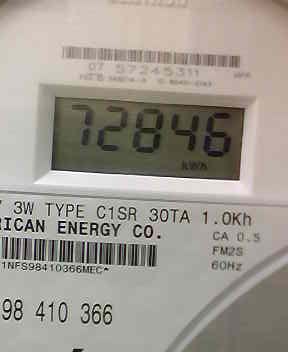 07 57245311
72846
kWh
3W TYPE C1SR 30TA 1.0Kh
RICAN ENERGY CO.
CA 0.5
FM2S
60Hz
1NFS98410366MEC*
98 410 366